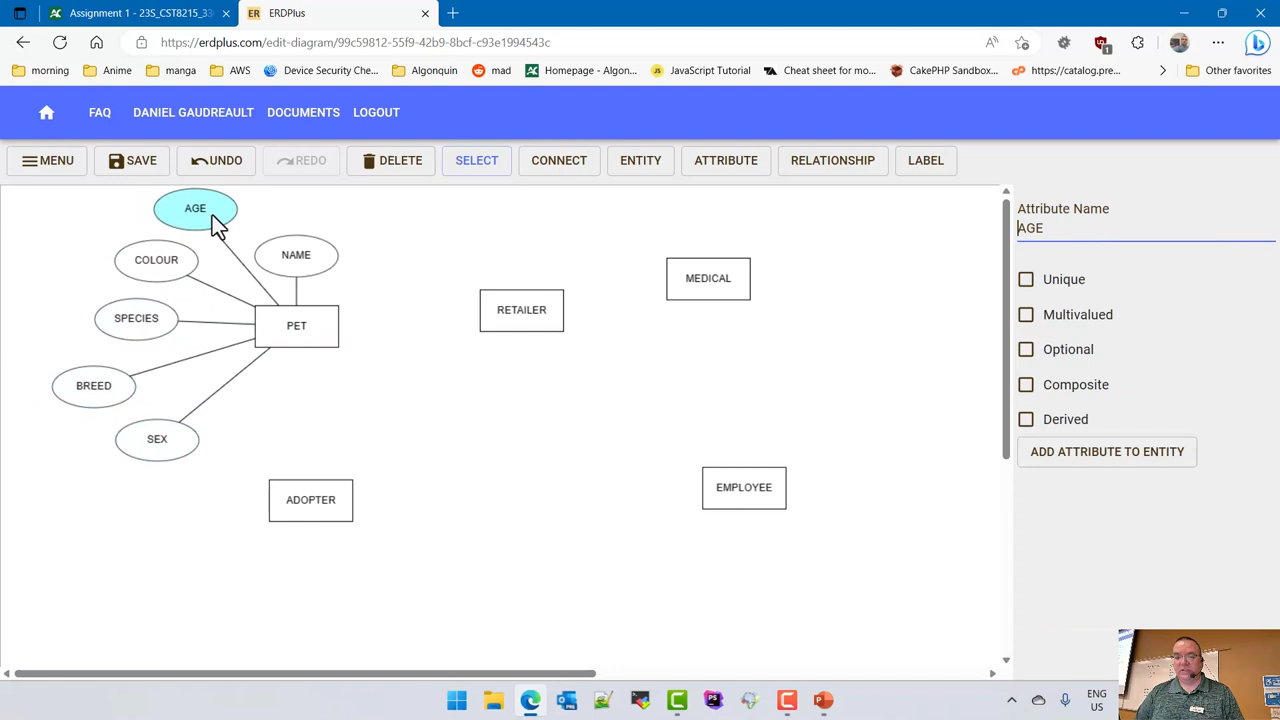 Assignment 1 - 23S_CST8215_33
ERDPlus
https://erdplus.com/edit-diagram/99c59812-55f9-42b9-8bcf-c93e1994543c
morning
Anime
manga
AWS
Device Security Che...
Algonquin
mad
Homepage - Algon...
JavaScript Tutorial
Cheat sheet for mo...
CakePHP Sandbox...
https://catalog.pre...
Other favorites
FAQ
DANIEL GAUDREAULT
DOCUMENTS
LOGOUT
MENU
SAVE
UNDO
REDO
DELETE
SELECT
CONNECT
ENTITY
ATTRIBUTE
RELATIONSHIP
LABEL
AGE
COLOUR
NAME
SPECIES
PET
BREED
SEX
RETAILER
MEDICAL
ADOPTER
EMPLOYEE
Attribute Name
AGE
Unique
Multivalued
Optional
Composite
Derived
ADD ATTRIBUTE TO ENTITY
ENG
US